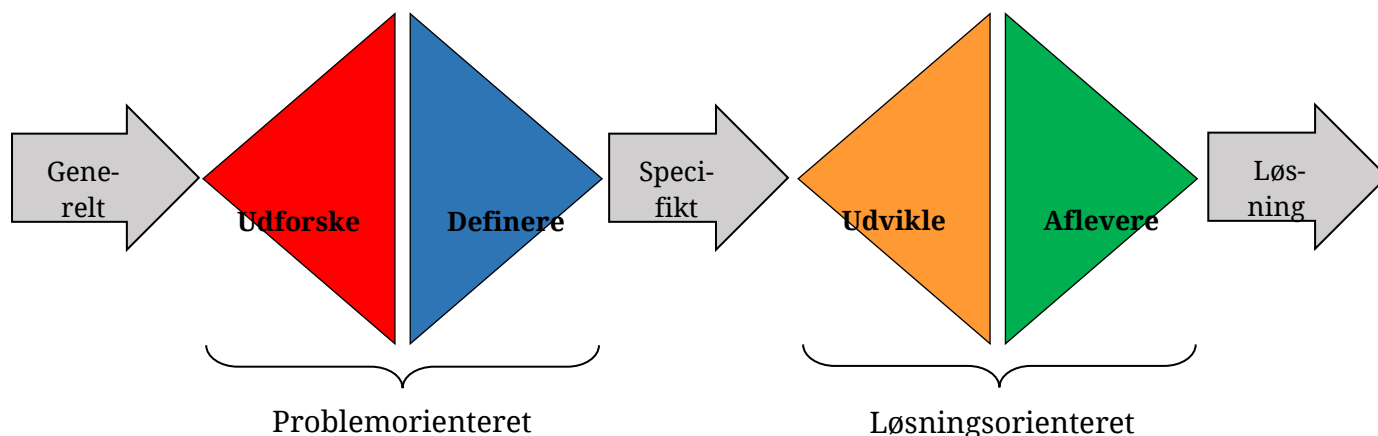 Gene-
relt
Udforske
Definere
Speci-
fikt
Udvikle
Aflevere
Løs-
ning
Problemorienteret
Løsningsorienteret